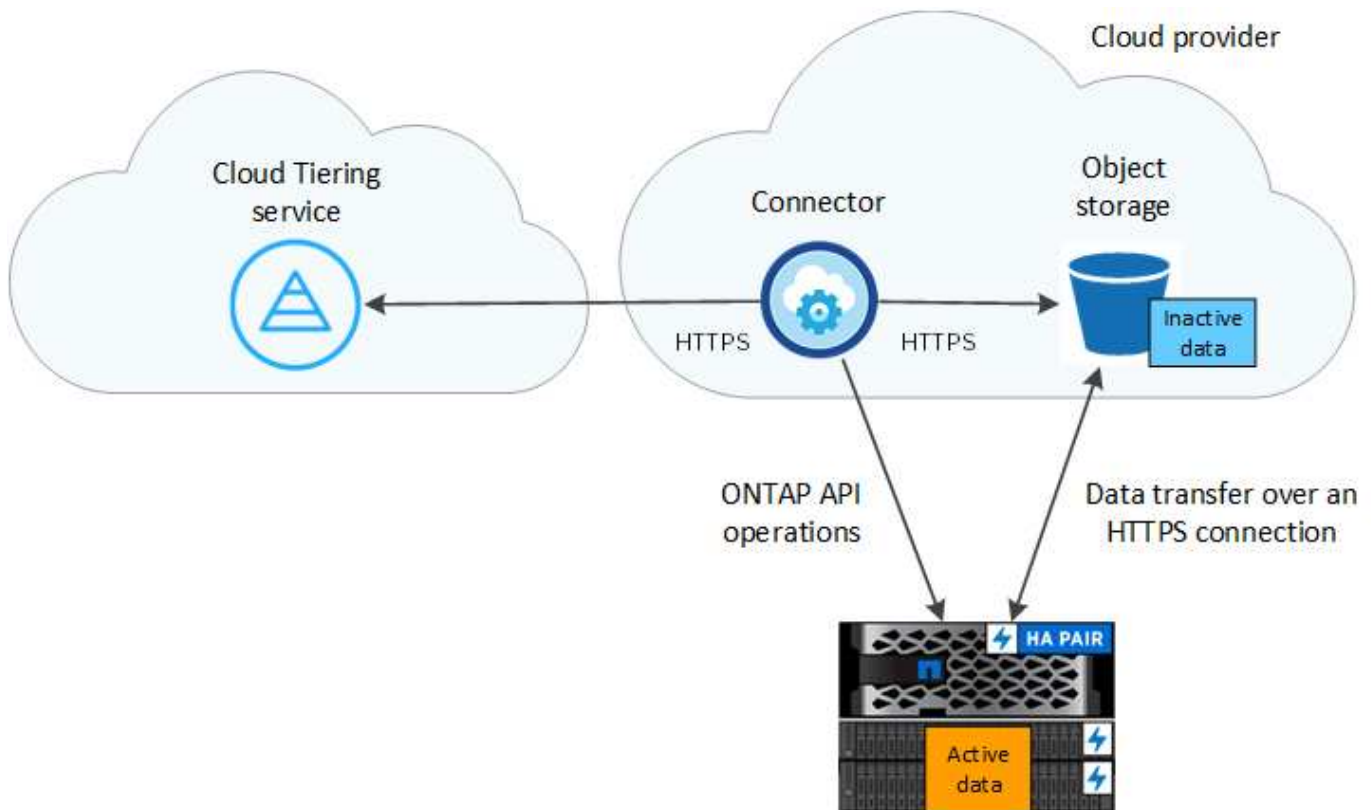 Cloud provider
Cloud Tiering
service
Connector
Object
storage
Inactive
data
HTTPS
HTTPS
ONTAP API
operations
Data transfer over an
HTTPS connection
HA PAIR
Active
data